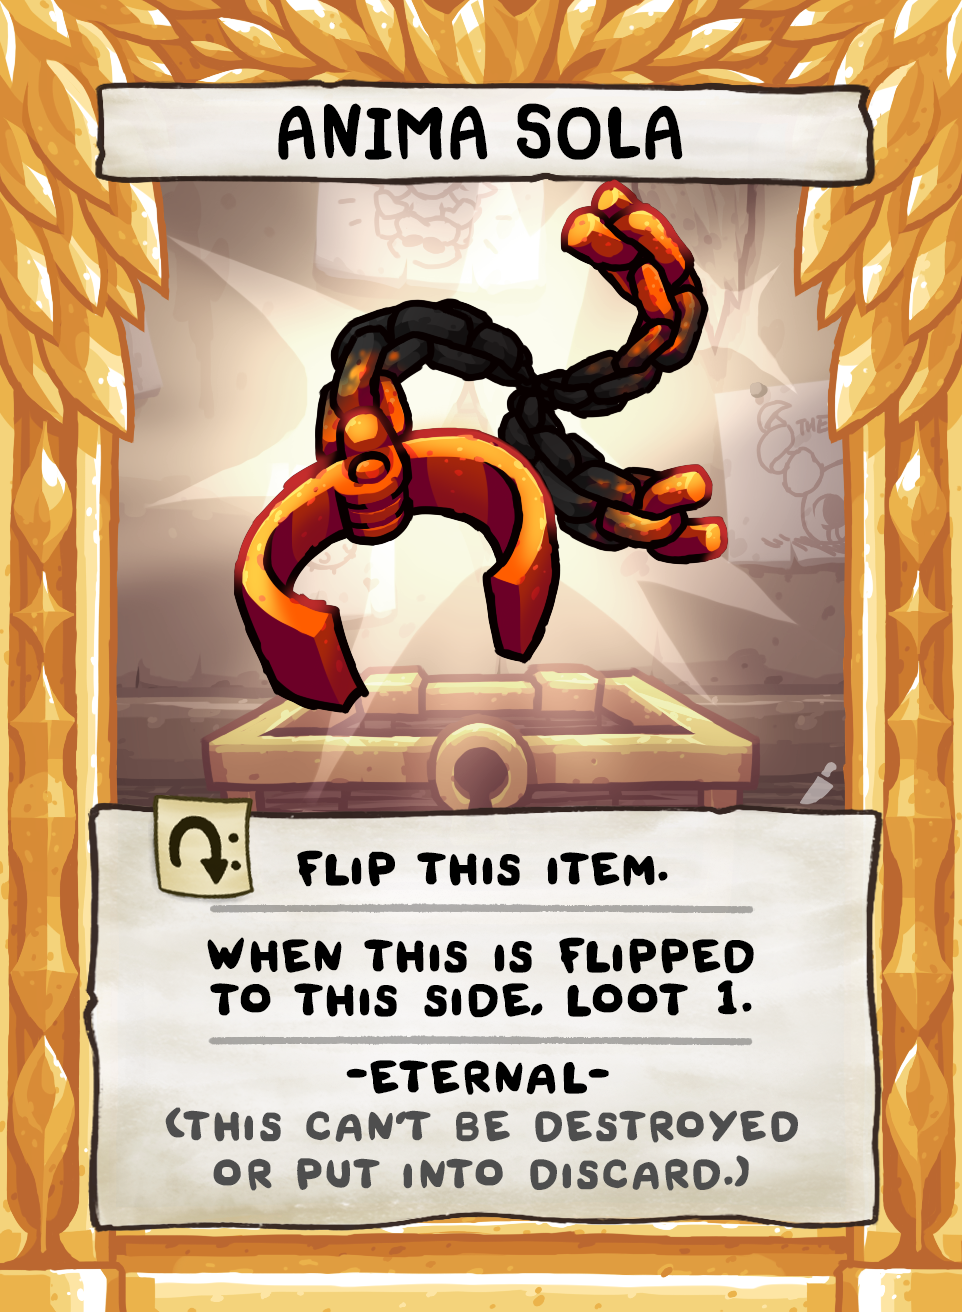 ANIMA SOLA
THE
FLIP THIS ITEM.
WHEN THIS IS FLIPPED
TO THIS SIDE, LOOT 1.
-ETERNAL-
(THIS CAN'T BE DESTROYED
OR PUT INTO DISCARD.)